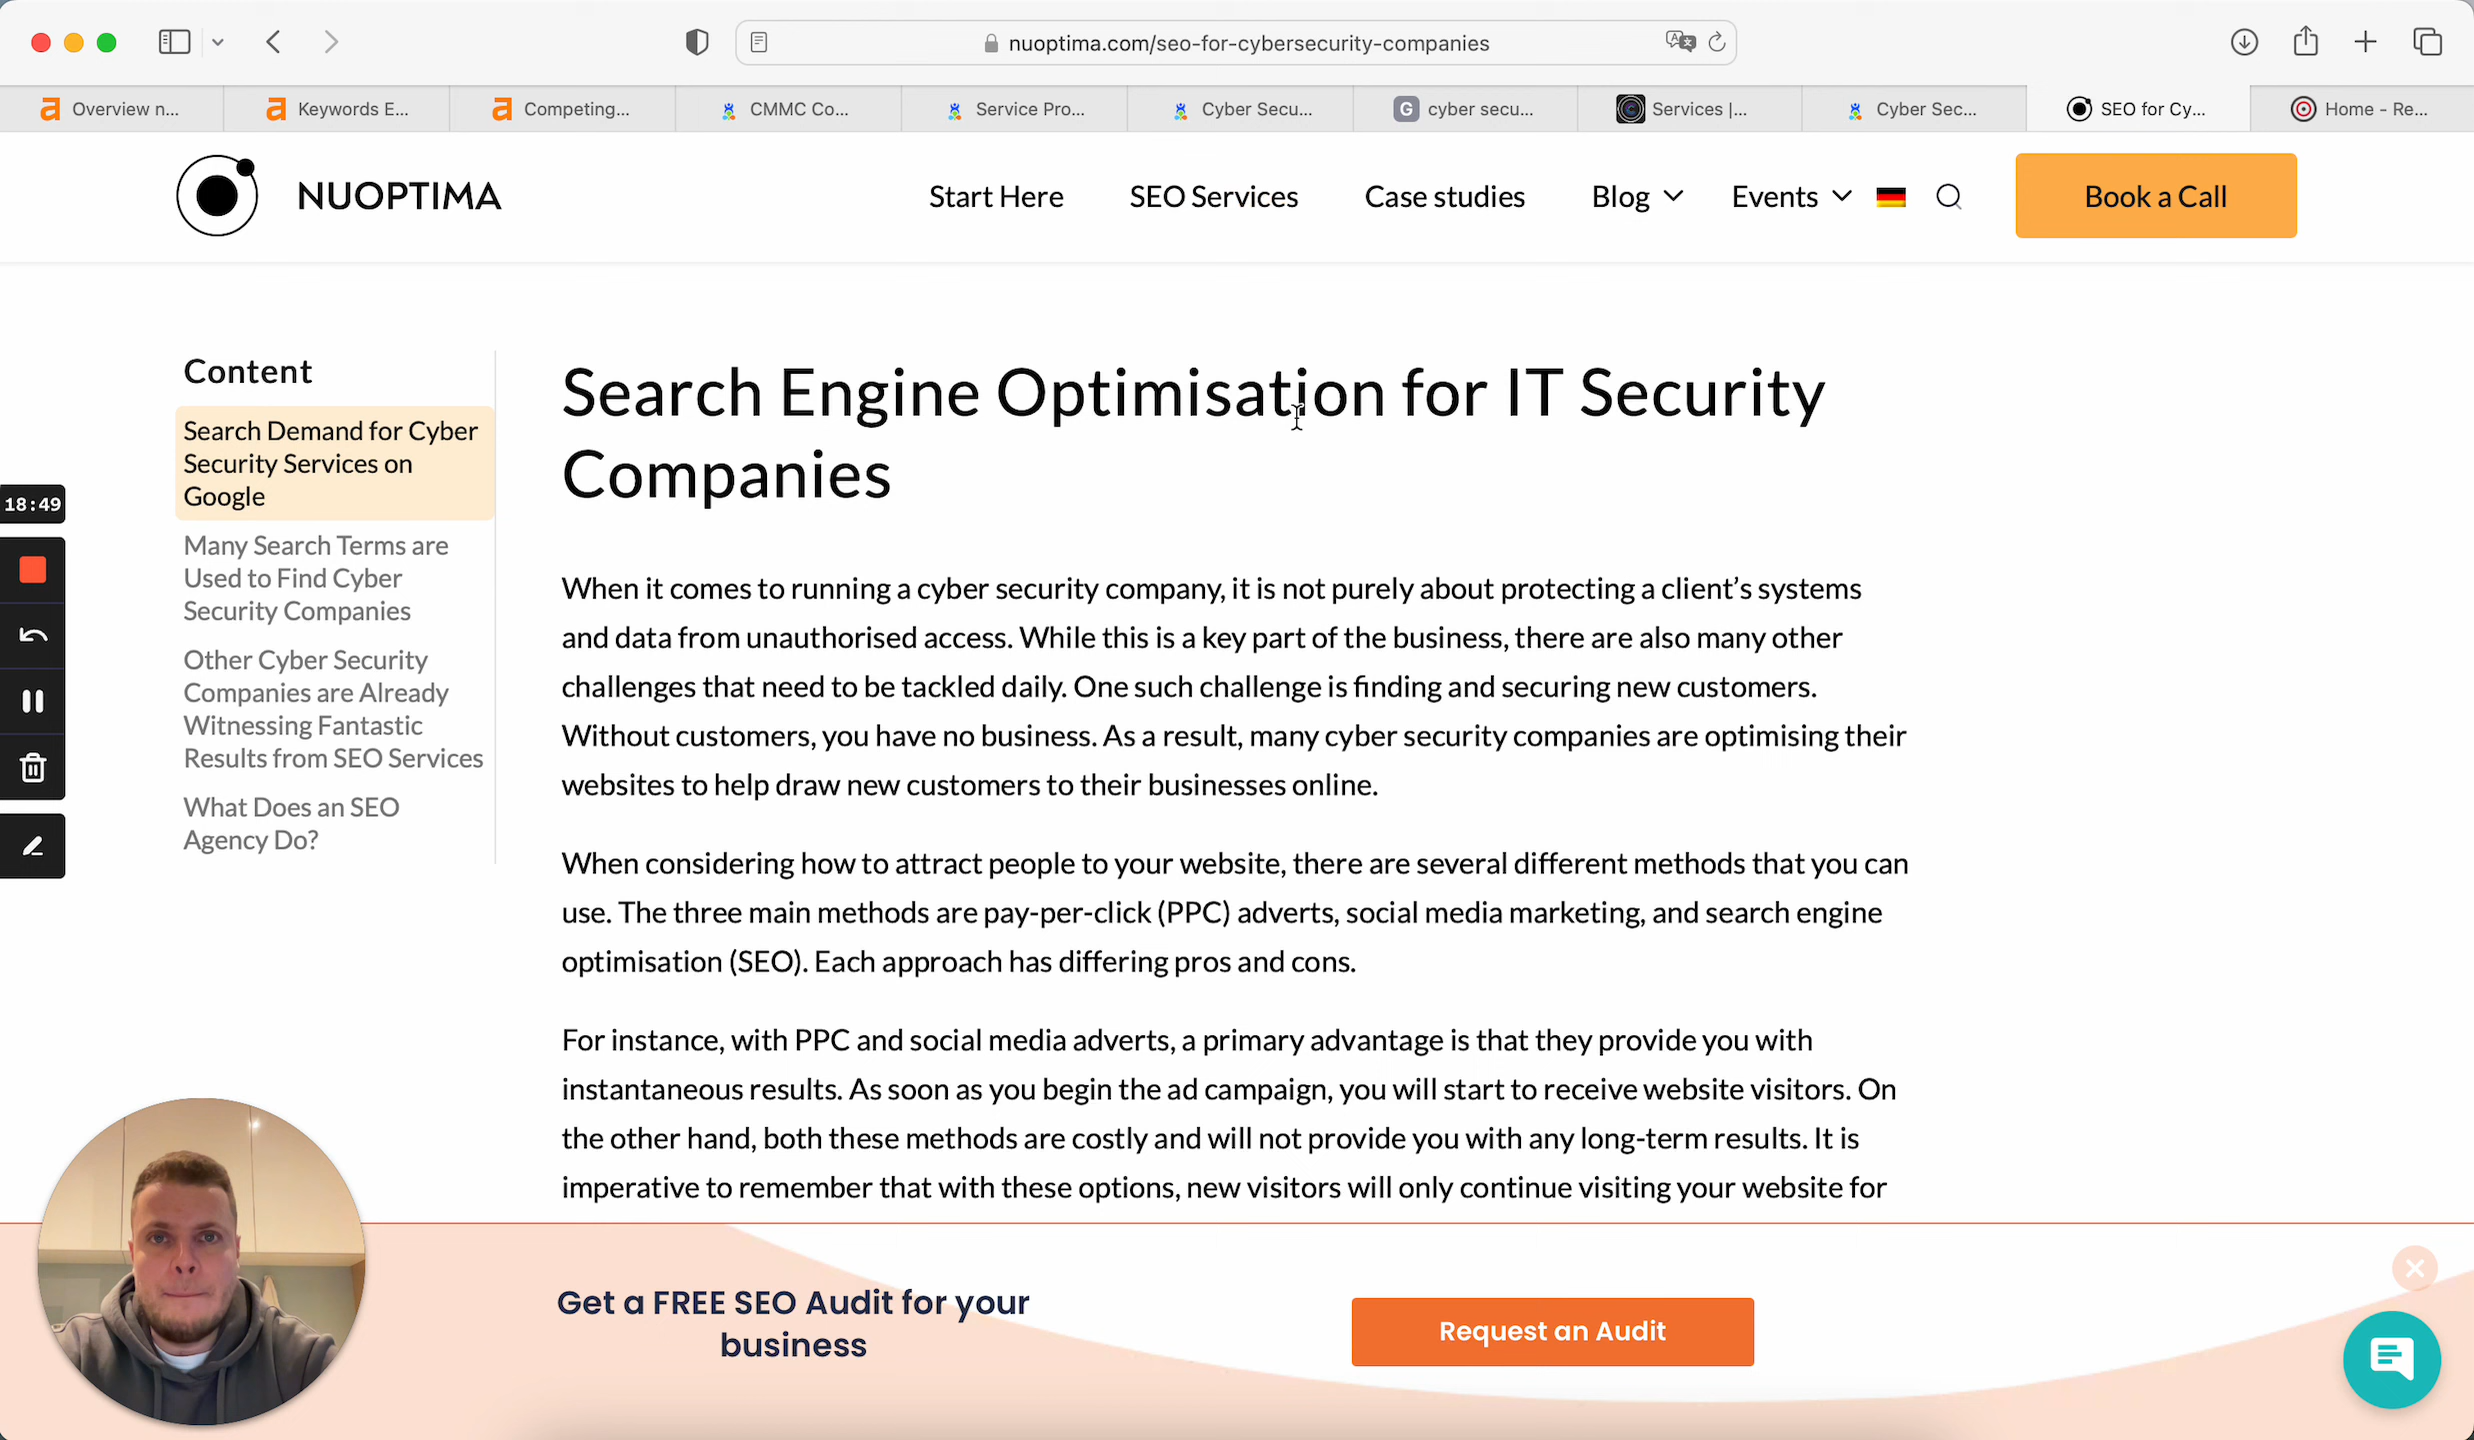 nuoptima.com/seo-for-cybersecurity-companies
Overview n...
Keywords E...
Competing...
CMMC Co...
Service Pro...
Cyber Secu...
G
cyber secu...
Services |...
Cyber Sec...
SEO for Cy...
Home - Re...
NUOPTIMA
Start Here
SEO Services
Case studies
Blog
Events
Book a Call
Content
Search Demand for Cyber
Security Services on
Google
Many Search Terms are
Used to Find Cyber
Security Companies
Other Cyber Security
Companies are Already
Witnessing Fantastic
Results from SEO Services
What Does an SEO
Agency Do?
18:49
Search Engine Optimisation for IT Security
Companies
When it comes to running a cyber security company, it is not purely about protecting a client’s systems
and data from unauthorised access. While this is a key part of the business, there are also many other
challenges that need to be tackled daily. One such challenge is finding and securing new customers.
Without customers, you have no business. As a result, many cyber security companies are optimising their
websites to help draw new customers to their businesses online.
When considering how to attract people to your website, there are several different methods that you can
use. The three main methods are pay-per-click (PPC) adverts, social media marketing, and search engine
optimisation (SEO). Each approach has differing pros and cons.
For instance, with PPC and social media adverts, a primary advantage is that they provide you with
instantaneous results. As soon as you begin the ad campaign, you will start to receive website visitors. On
the other hand, both these methods are costly and will not provide you with any long-term results. It is
imperative to remember that with these options, new visitors will only continue visiting your website for
Get a FREE SEO Audit for your
business
Request an Audit